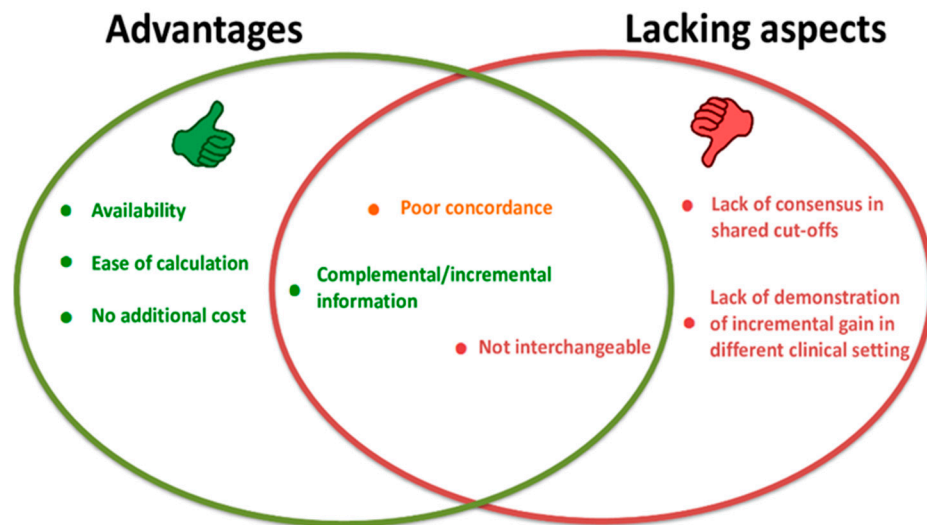 Advantages
Lacking aspects
• Availability
• Ease of calculation
• No additional cost
• Poor concordance
• Complemental/incremental
information
• Not interchangeable
• Lack of consensus in
shared cut-offs
• Lack of demonstration
of incremental gain in
different clinical setting